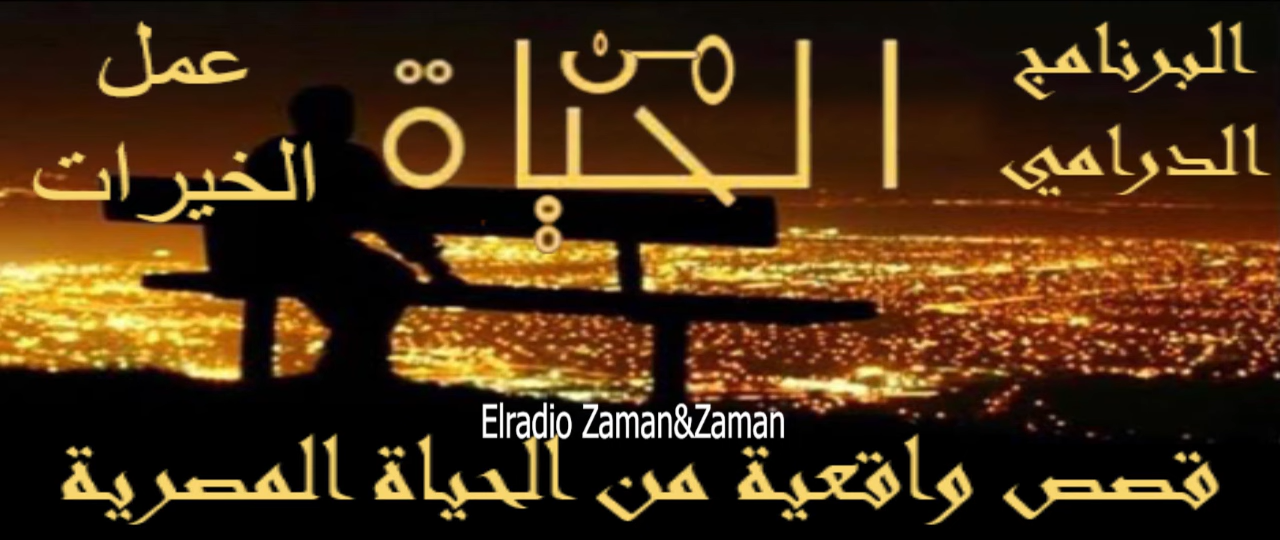 البرنامج
الدرامي
من
الحياة
عمل
الخيرات
Elradio Zaman&Zaman
قصص واقعية من الحياة المصرية